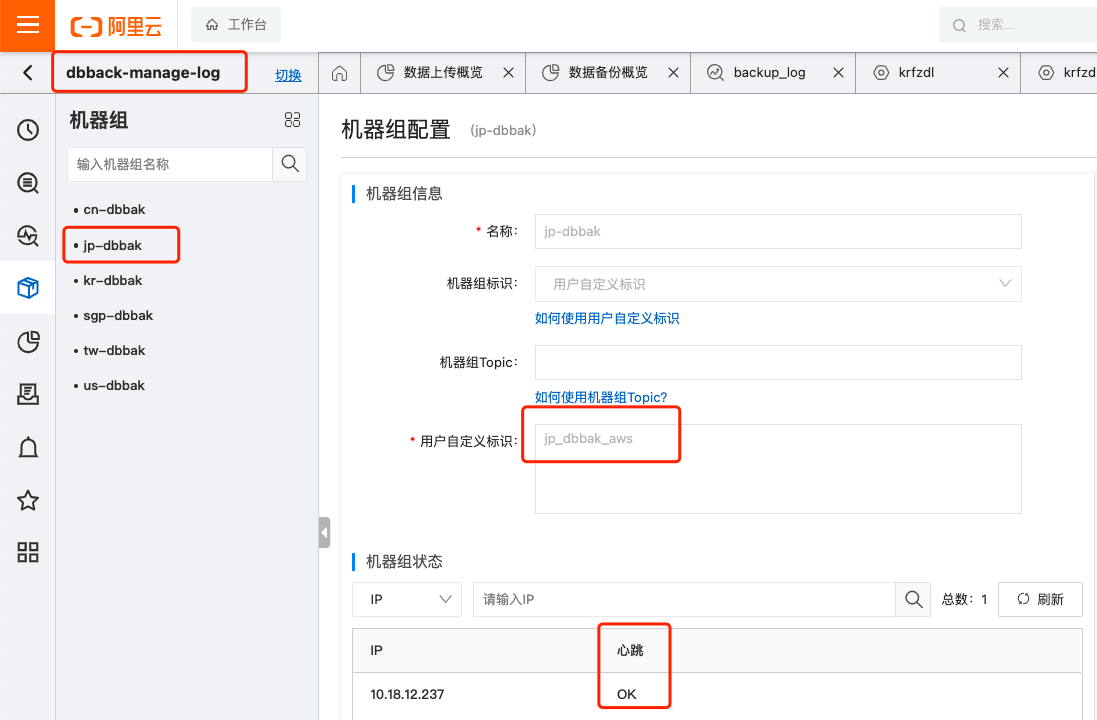 阿里云
工作台
搜索...
dbback-manage-log
切换
数据上传概览
数据备份概览
backup_log
krfzdl
krfzd
机器组
机器组配置 (jp-dbbak)
输入机器组名称
cn-dbbak
jp-dbbak
kr-dbbak
sgp-dbbak
tw-dbbak
us-dbbak
机器组信息
* 名称:
jp-dbbak
机器组标识:
用户自定义标识
如何使用用户自定义标识
机器组Topic:
如何使用机器组Topic?
* 用户自定义标识:
jp_dbbak_aws
机器组状态
IP
请输入IP
总数: 1
刷新
IP 心跳
10.18.12.237 OK